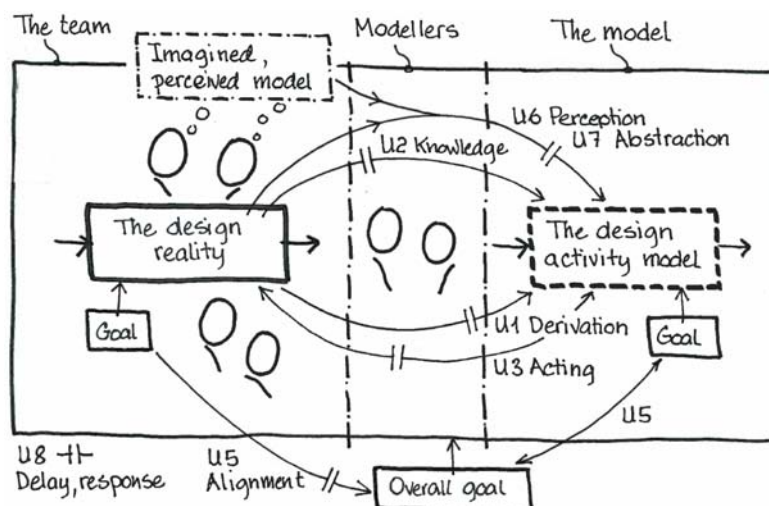 The team
Modellers
The model
Imagined,
perceived model
U6 Perception
U7 Abstraction
U2 Knowledge
The design
reality
The design
activity model
Goal
U1 Derivation
Goal
U3 Acting
U5
U8
Delay, response
U5
Alignment
Overall goal